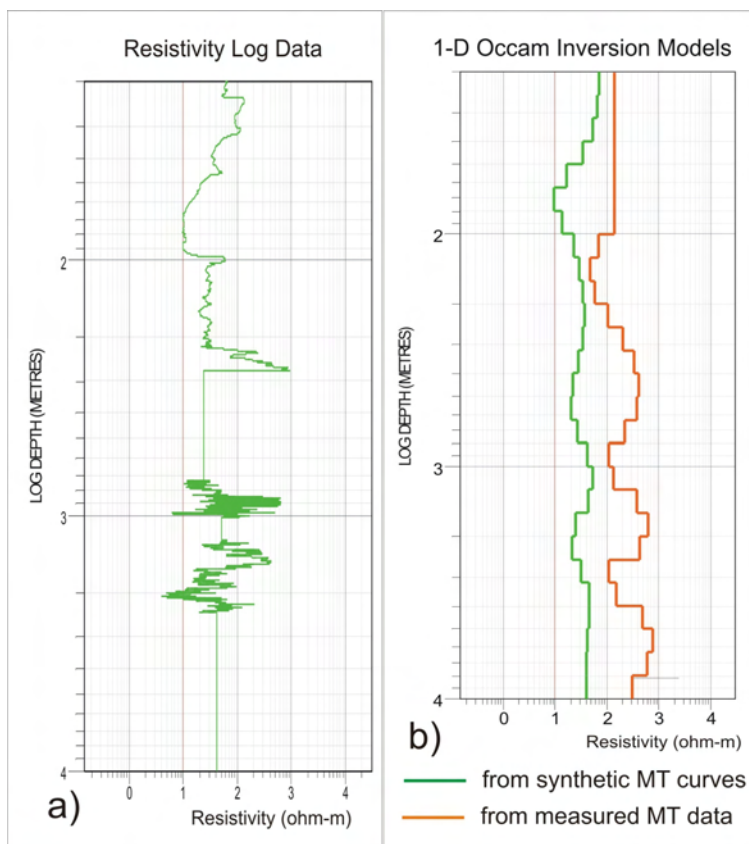 Resistivity Log Data
2
3
4
LOG DEPTH (METRES)
0 1 2 3 4
Resistivity (ohm-m)
a)
1-D Occam Inversion Models
2
3
4
LOG DEPTH (METRES)
0 1 2 3 4
Resistivity (ohm-m)
b)
from synthetic MT curves
from measured MT data